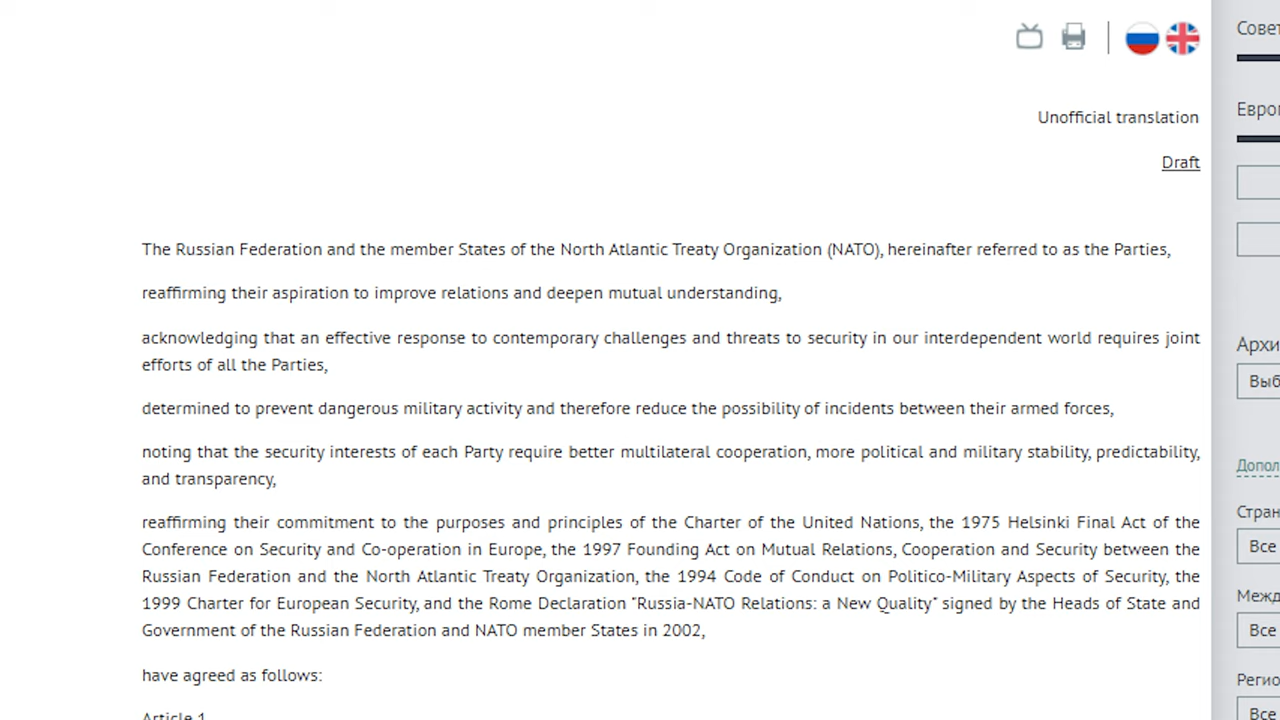 Unofficial translation
Draft
The Russian Federation and the member States of the North Atlantic Treaty Organization (NATO), hereinafter referred to as the Parties,
reaffirming their aspiration to improve relations and deepen mutual understanding,
acknowledging that an effective response to contemporary challenges and threats to security in our interdependent world requires joint
efforts of all the Parties,
determined to prevent dangerous military activity and therefore reduce the possibility of incidents between their armed forces,
noting that the security interests of each Party require better multilateral cooperation, more political and military stability, predictability,
and transparency,
reaffirming their commitment to the purposes and principles of the Charter of the United Nations, the 1975 Helsinki Final Act of the
Conference on Security and Co-operation in Europe, the 1997 Founding Act on Mutual Relations, Cooperation and Security between the
Russian Federation and the North Atlantic Treaty Organization, the 1994 Code of Conduct on Politico-Military Aspects of Security, the
1999 Charter for European Security, and the Rome Declaration "Russia-NATO Relations: a New Quality" signed by the Heads of State and
Government of the Russian Federation and NATO member States in 2002,
have agreed as follows:
Article 1
Совет
Евро
Архи
Выб
Допол
Стран
Все
Межд
Все
Регио
Все